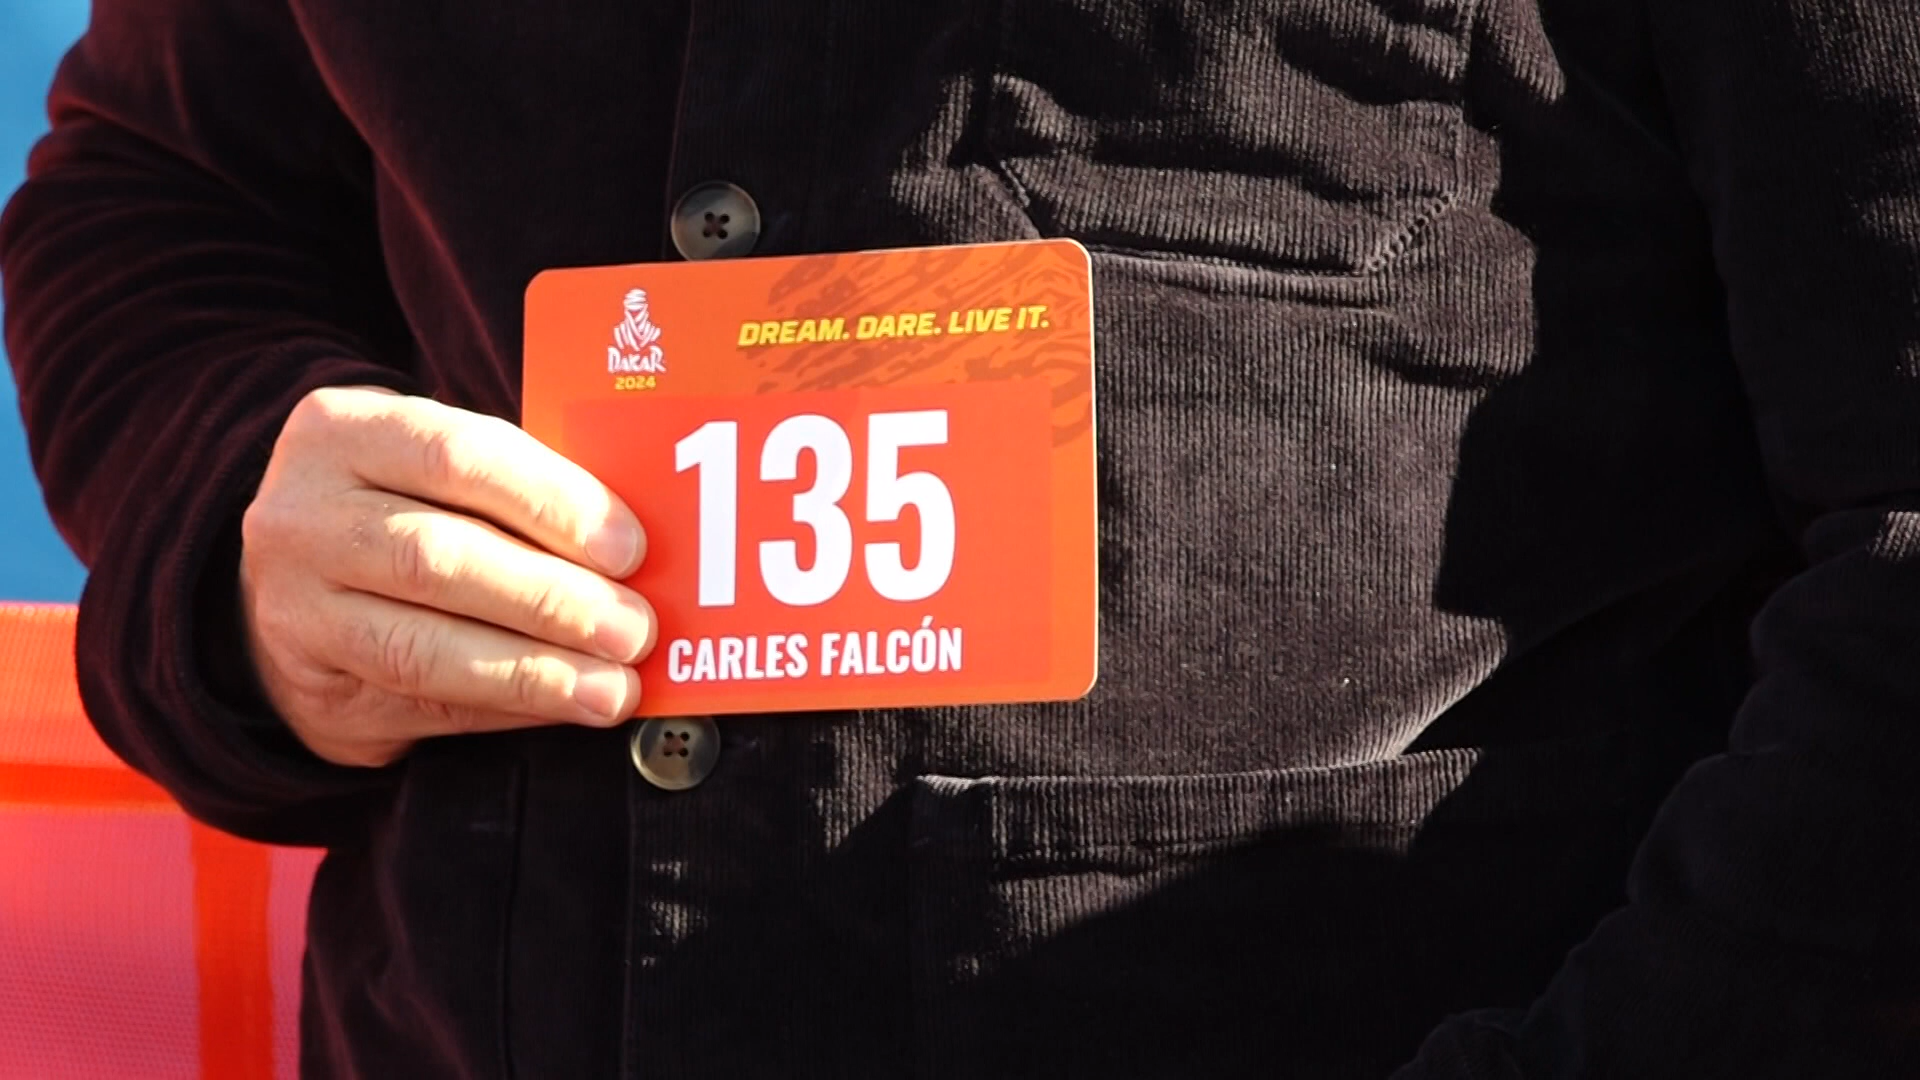 DAKAR
2024
DREAM. DARE. LIVE IT.
135
CARLES FALCÓN